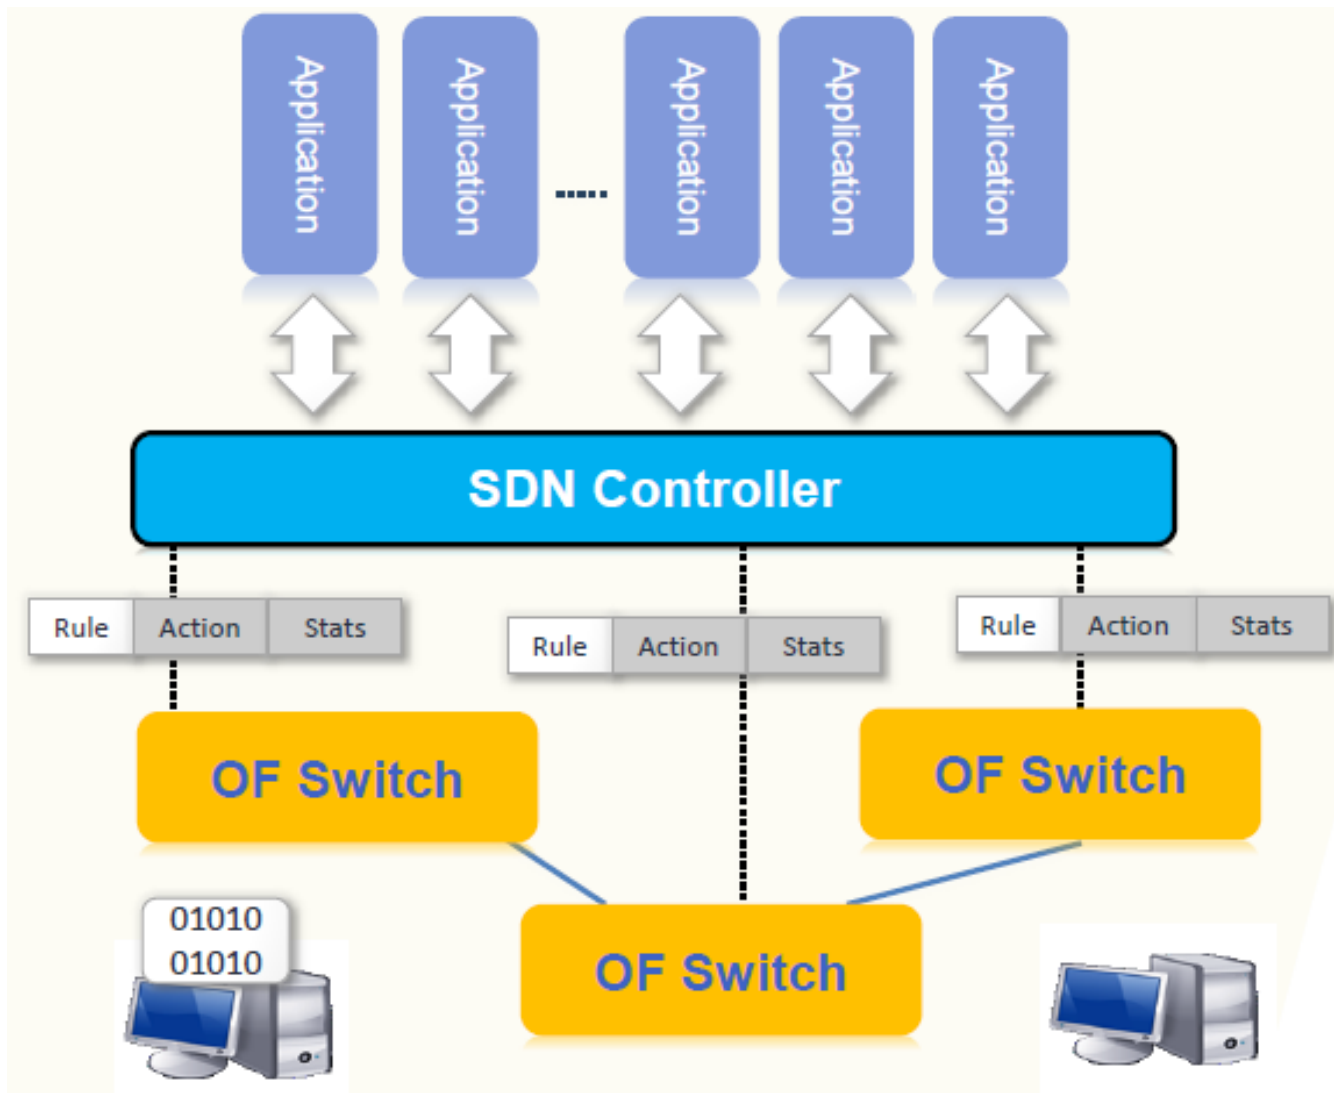 Application
Application
Application
Application
Application
SDN Controller
Rule Action Stats
Rule Action Stats
Rule Action Stats
OF Switch
OF Switch
OF Switch
01010
01010